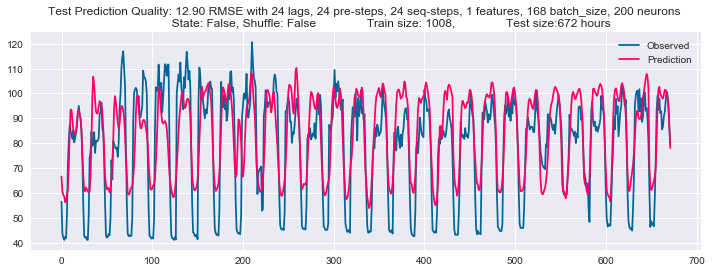 Test Prediction Quality: 12.90 RMSE with 24 lags, 24 pre-steps, 24 seq-steps, 1 features, 168 batch_size, 200 neurons
State: False, Shuffle: False Train size: 1008, Test size:672 hours
Observed
Prediction
120
110
100
90
80
70
60
50
40
0 100 200 300 400 500 600 700